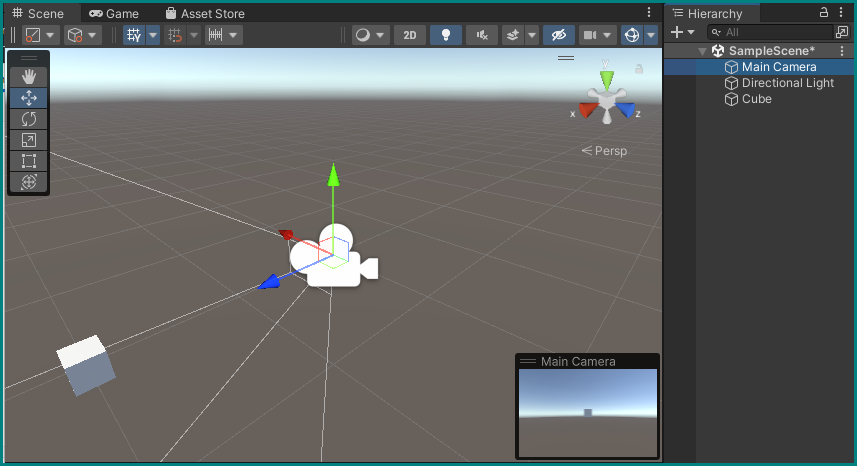 Scene Game Asset Store
Hierarchy
2D
All
SampleScene*
Main Camera
Directional Light
Cube
y
x
z
Persp
Main Camera